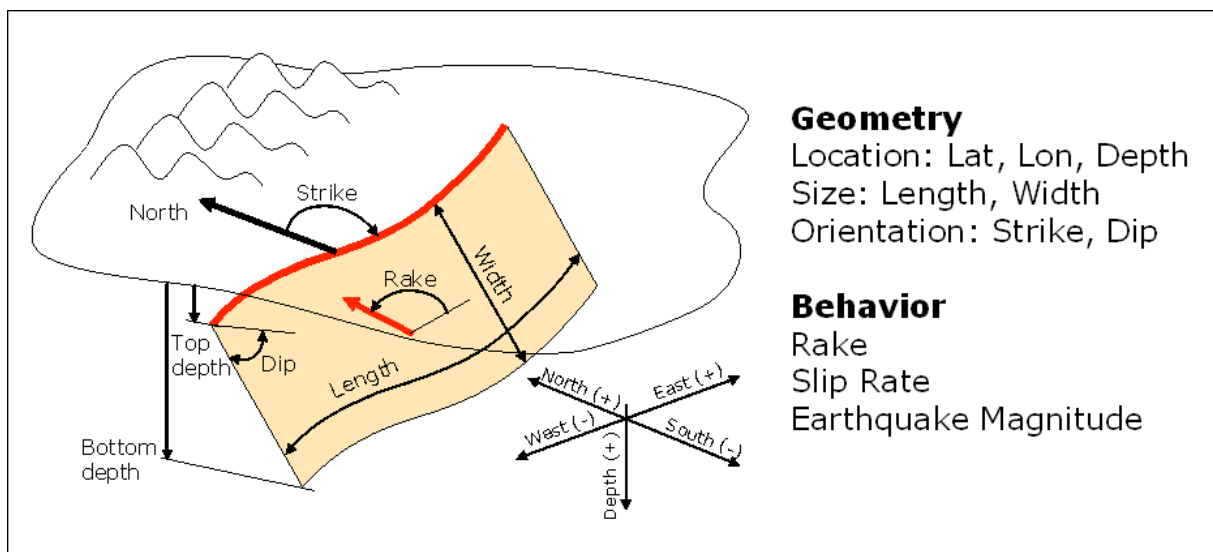 Strike
North
Rake
Width
Top
depth
Dip
Length
Bottom
depth
North (+)
East (+)
West (-)
South (-)
Depth (+)
Geometry
Location: Lat, Lon, Depth
Size: Length, Width
Orientation: Strike, Dip
Behavior
Rake
Slip Rate
Earthquake Magnitude